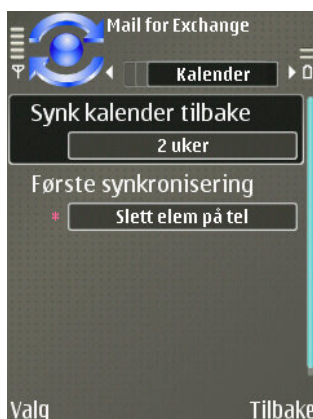 Mail for Exchange
Kalender
Synk kalender tilbake
2 uker
Første synkronisering
* Slett elem på tel
Valg
Tilbake